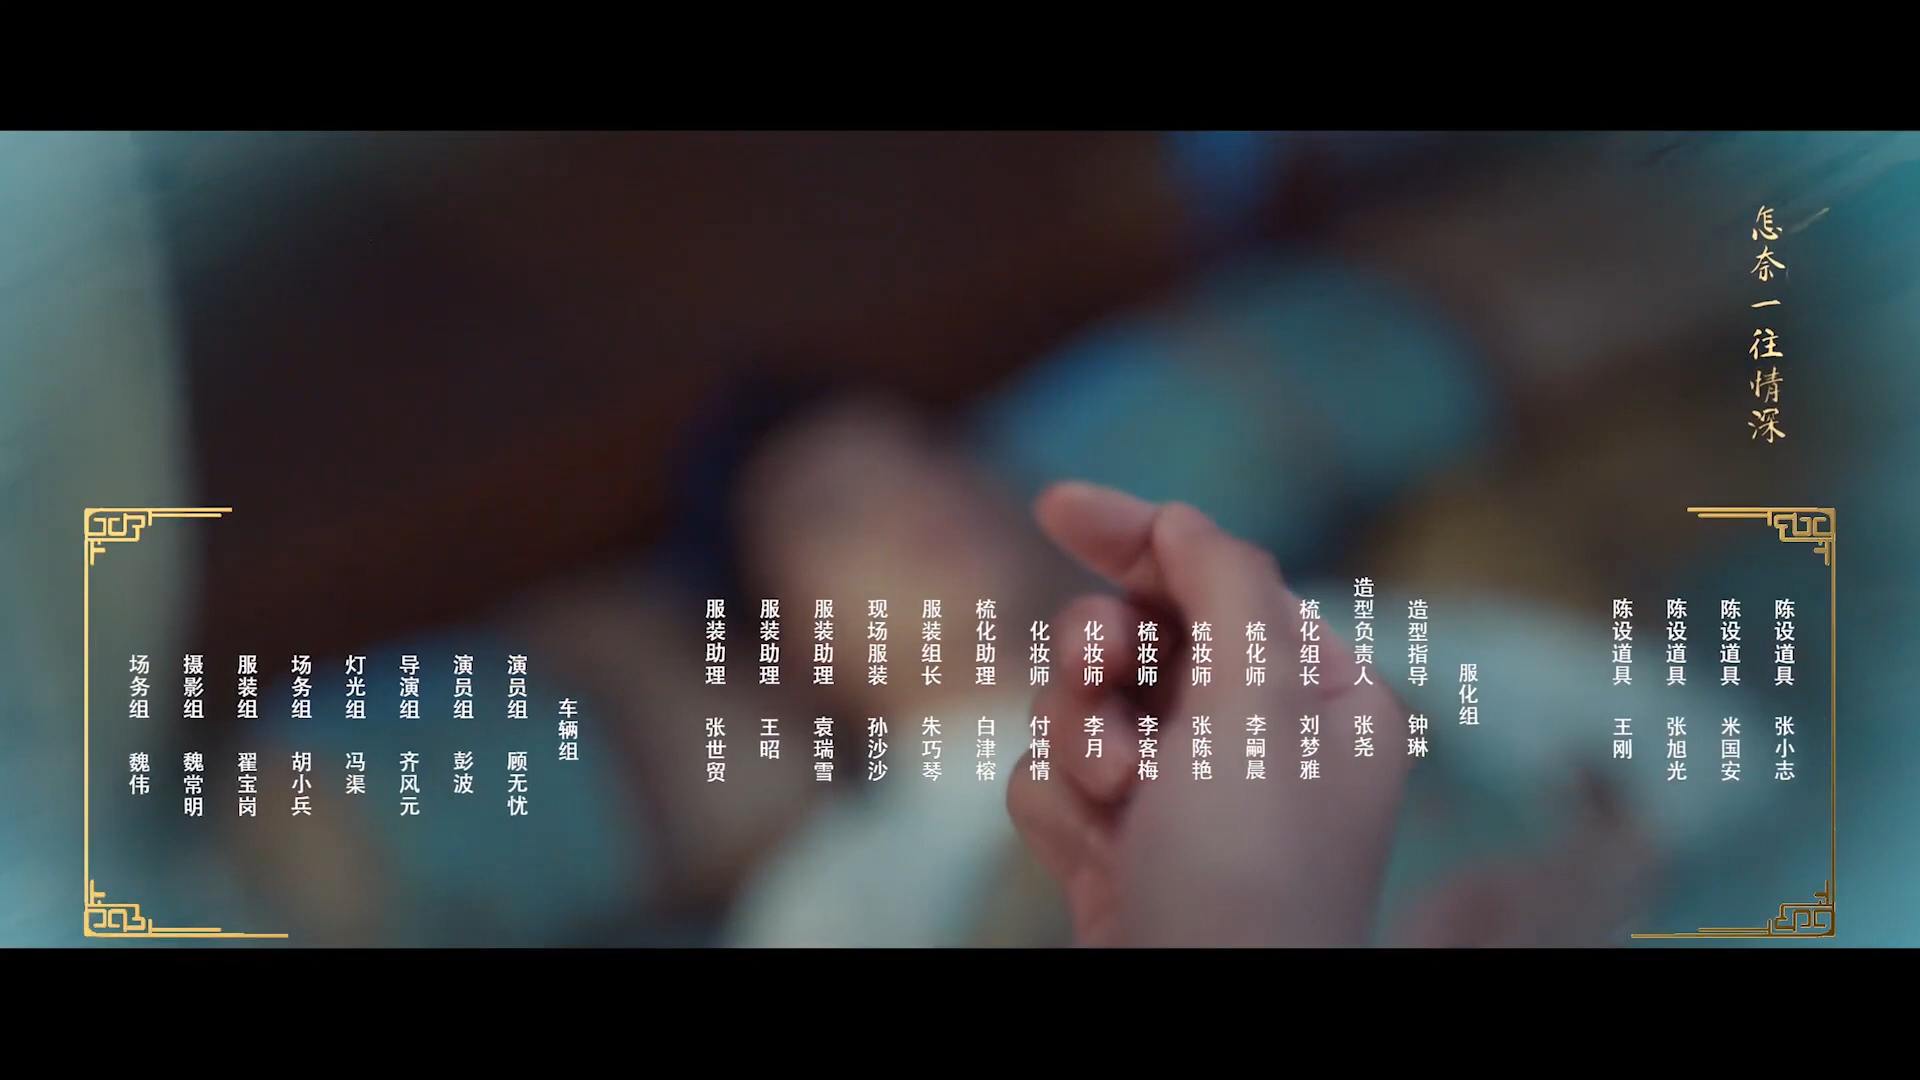 怎奈一往情深
陈设道具 张小志
陈设道具 米国安
陈设道具 张旭光
陈设道具 王刚
服化组
造型指导 钟琳
造型负责人 张尧
梳化组长 刘梦雅
梳化师 李嗣晨
梳妆师 张陈艳
梳妆师 李客梅
化妆师 李月
化妆师 付情情
梳化助理 白津榕
服装组长 朱巧琴
现场服装 孙沙沙
服装助理 袁瑞雪
服装助理 王昭
服装助理 张世贸
车辆组
演员组 顾无忧
演员组 彭波
导演组 齐风元
灯光组 冯渠
场务组 胡小兵
服装组 翟宝岗
摄影组 魏常明
场务组 魏伟